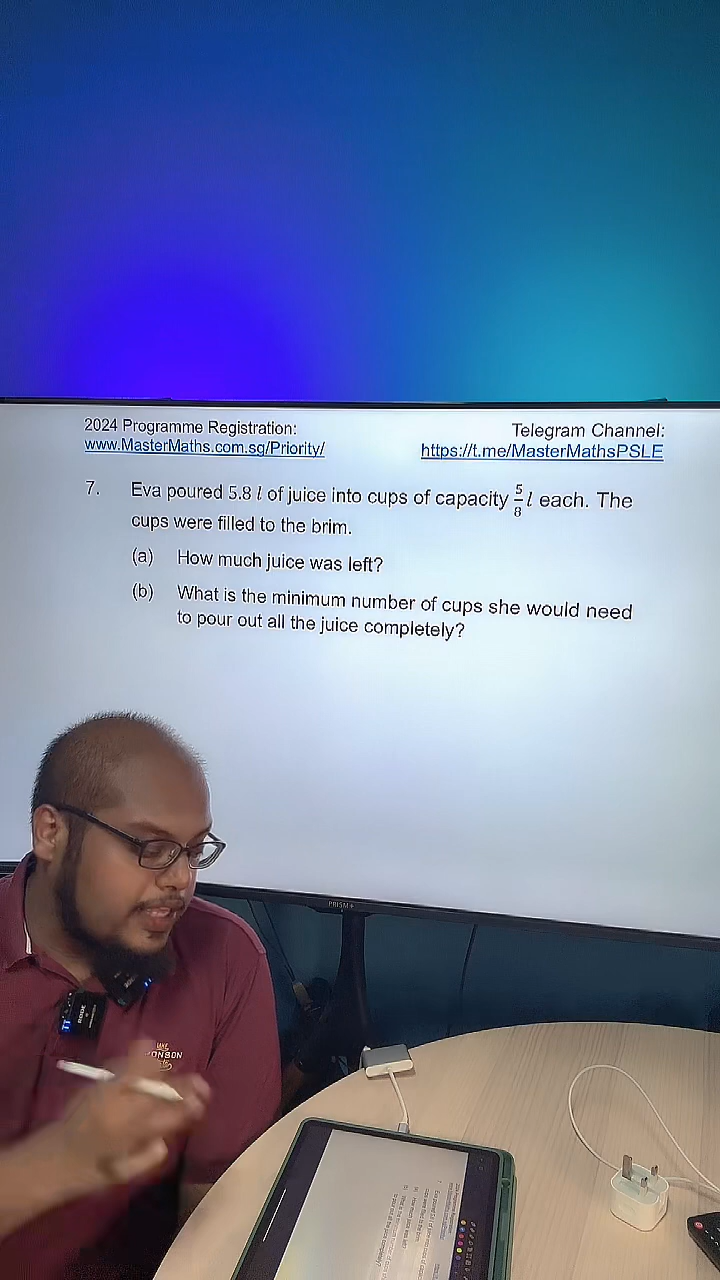 2024 Programme Registration:
Telegram Channel:
www.MasterMaths.com.sg/Priority/
https://t.me/MasterMathsPSLE
7. Eva poured 5.8 l of juice into cups of capacity 5/8 l each. The
cups were filled to the brim.
(a) How much juice was left?
(b) What is the minimum number of cups she would need
to pour out all the juice completely?
PRISM+
RODE